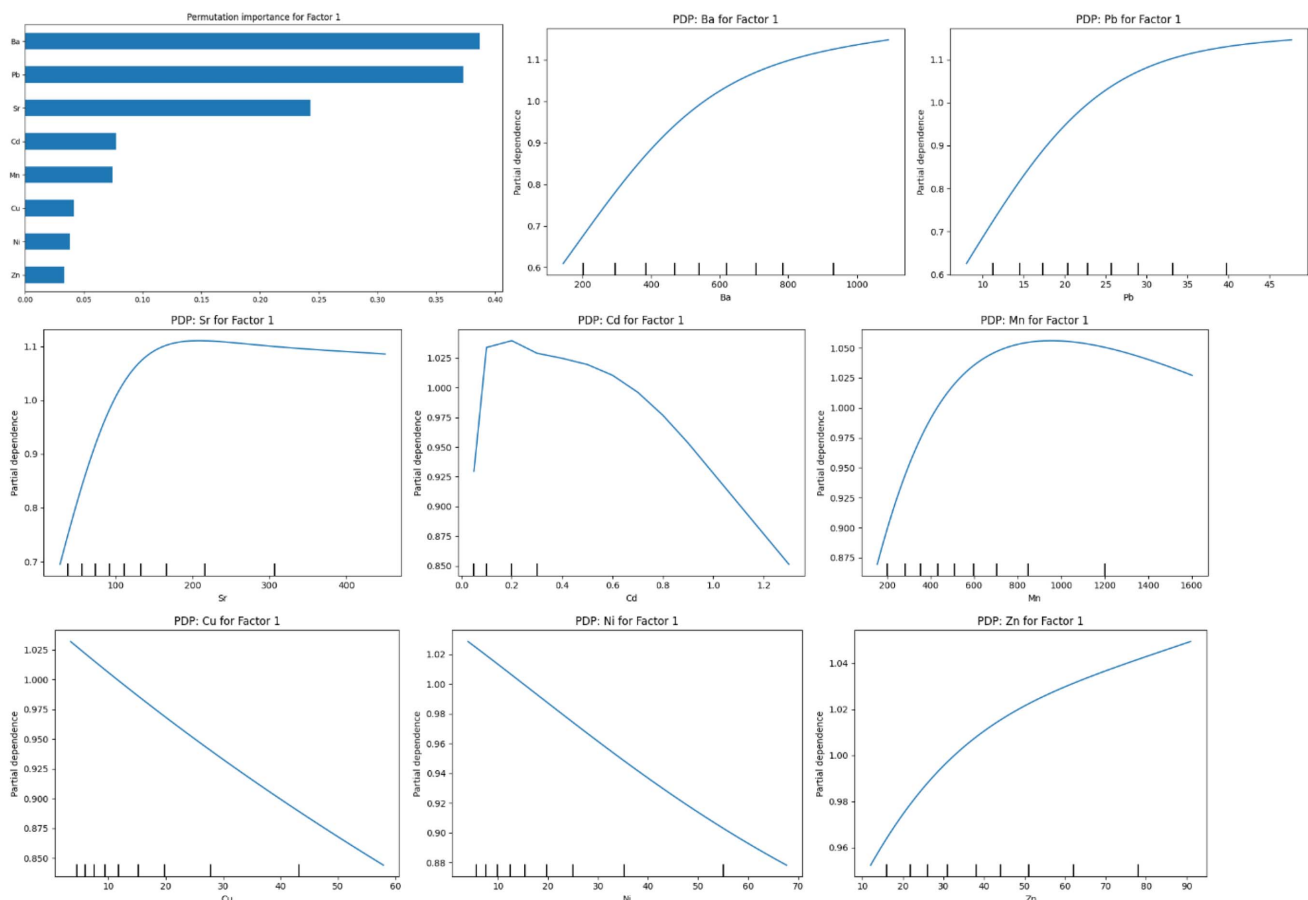 Permutation importance for Factor 1
Ba
Pb
Sr
Cd
Mn
Cu
Ni
Zn
0.00 0.05 0.10 0.15 0.20 0.25 0.30 0.35 0.40
PDP: Ba for Factor 1
Partial dependence
1.1
1.0
0.9
0.8
0.7
0.6
200 400 600 800 1000
Ba
PDP: Pb for Factor 1
Partial dependence
1.1
1.0
0.9
0.8
0.7
0.6
10 15 20 25 30 35 40 45
Pb
PDP: Sr for Factor 1
Partial dependence
1.1
1.0
0.9
0.8
0.7
100 200 300 400
Sr
PDP: Cd for Factor 1
Partial dependence
1.025
1.000
0.975
0.950
0.925
0.900
0.875
0.850
0.0 0.2 0.4 0.6 0.8 1.0 1.2
Cd
PDP: Mn for Factor 1
Partial dependence
1.050
1.025
1.000
0.975
0.950
0.925
0.900
0.875
200 400 600 800 1000 1200 1400 1600
Mn
PDP: Cu for Factor 1
Partial dependence
1.025
1.000
0.975
0.950
0.925
0.900
0.875
0.850
10 20 30 40 50 60
Cu
PDP: Ni for Factor 1
Partial dependence
1.02
1.00
0.98
0.96
0.94
0.92
0.90
0.88
10 20 30 40 50 60 70
Ni
PDP: Zn for Factor 1
Partial dependence
1.04
1.02
1.00
0.98
0.96
10 20 30 40 50 60 70 80 90
Zn